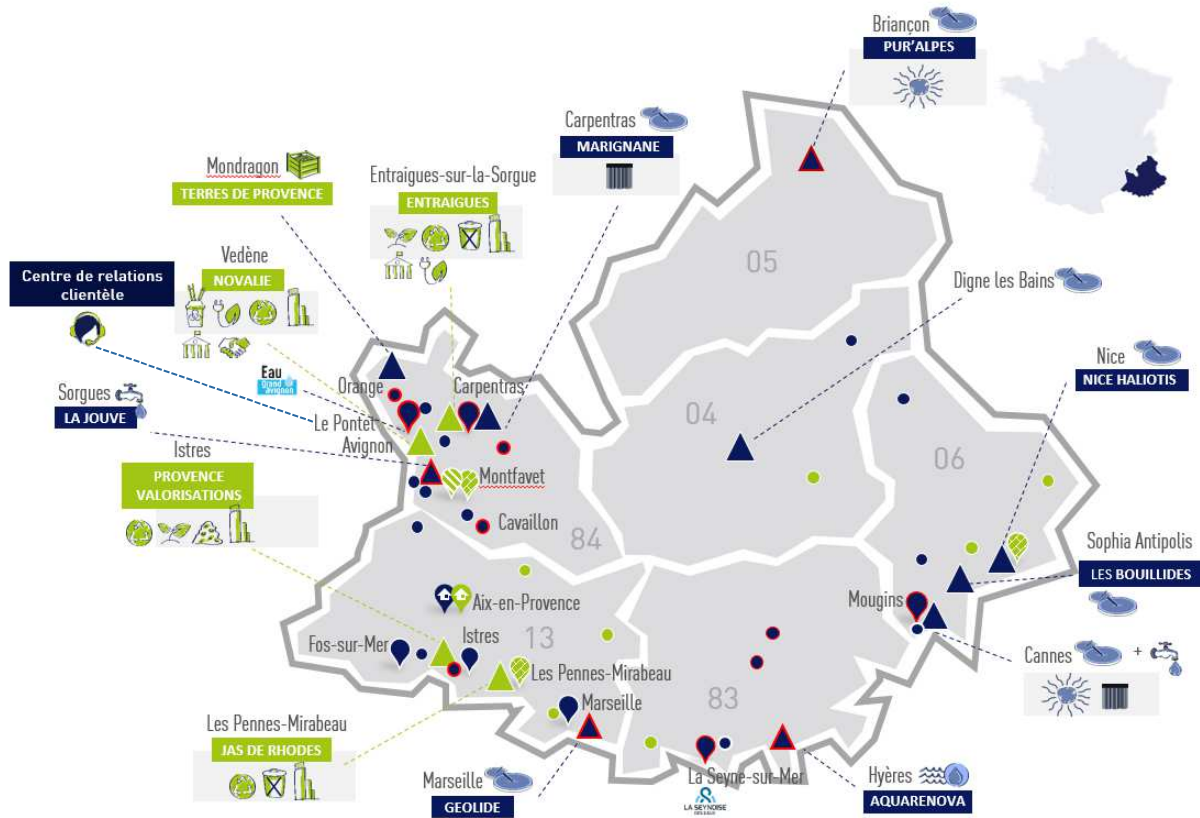 Briançon
PUR'ALPES
Carpentras
MARIGNANE
Mondragon
TERRES DE PROVENCE
Entraigues-sur-la-Sorgue
ENTRAIGUES
Vedène
NOVALIE
Centre de relations
clientèle
05
Digne les Bains
Nice
NICE HALIOTIS
Eau
Grand Avignon
Sorgues
LA JOUVE
Orange
Carpentras
Le Pontet
Avignon
04
06
Istres
PROVENCE
VALORISATIONS
Montfavet
Cavaillon
84
Sophia Antipolis
LES BOUILLIDES
Mougins
Aix-en-Provence
13
Fos-sur-Mer
Istres
Les Pennes-Mirabeau
Cannes
+
Marseille
83
Les Pennes-Mirabeau
JAS DE RHODES
La Seyne-sur-Mer
Marseille
GEOLIDE
LA SEYNOISE
DES EAUX
Hyères
AQUARENOVA